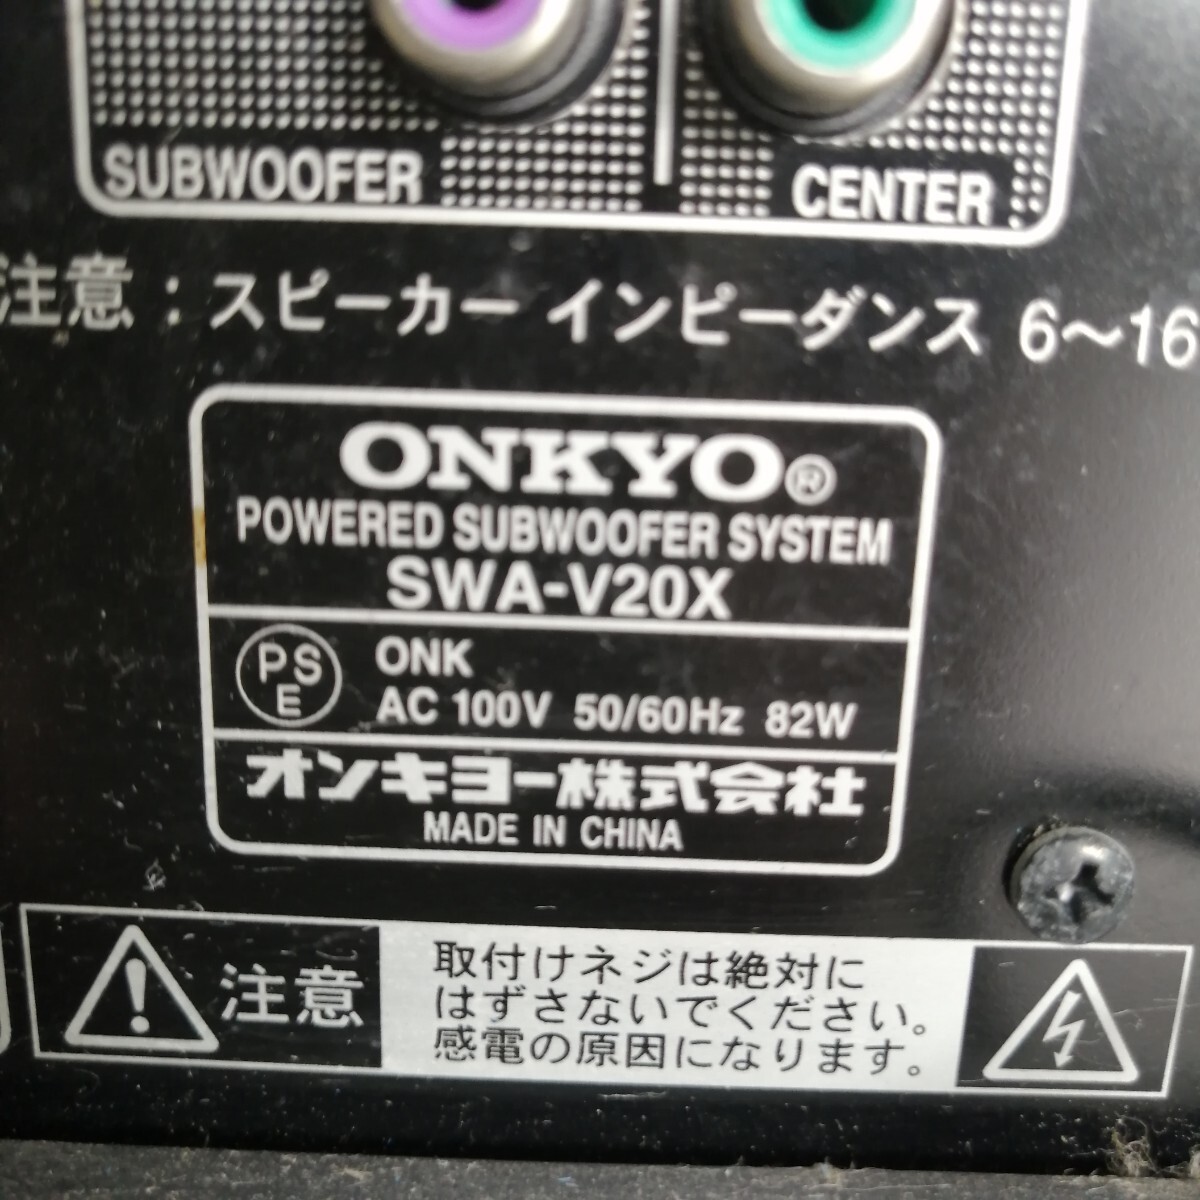 SUBWOOFER
CENTER
注意：スピーカー インピーダンス 6～16
ONKYO®
POWERED SUBWOOFER SYSTEM
SWA-V20X
PSE
ONK
AC 100V 50/60Hz 82W
オンキヨー株式会社
MADE IN CHINA
注意
取付けネジは絶対に
はずさないでください。
感電の原因になります。